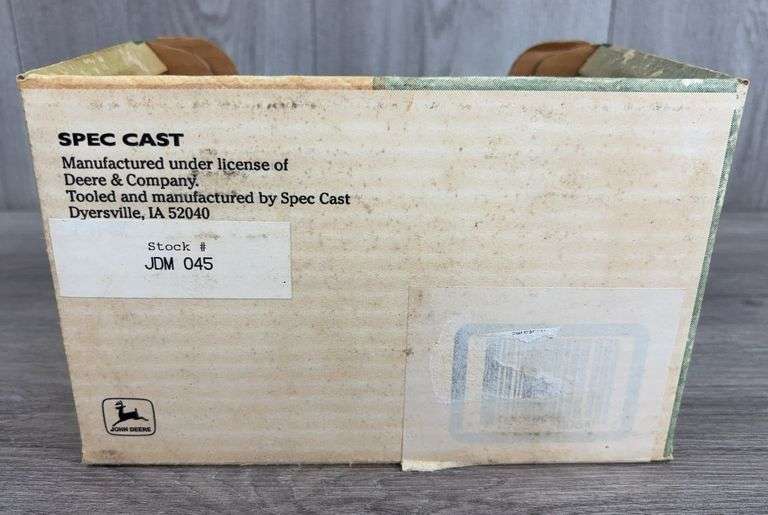 SPEC CAST
Manufactured under license of
Deere & Company.
Tooled and manufactured by Spec Cast
Dyersville, IA 52040
Stock #
JDM 045
JOHN DEERE